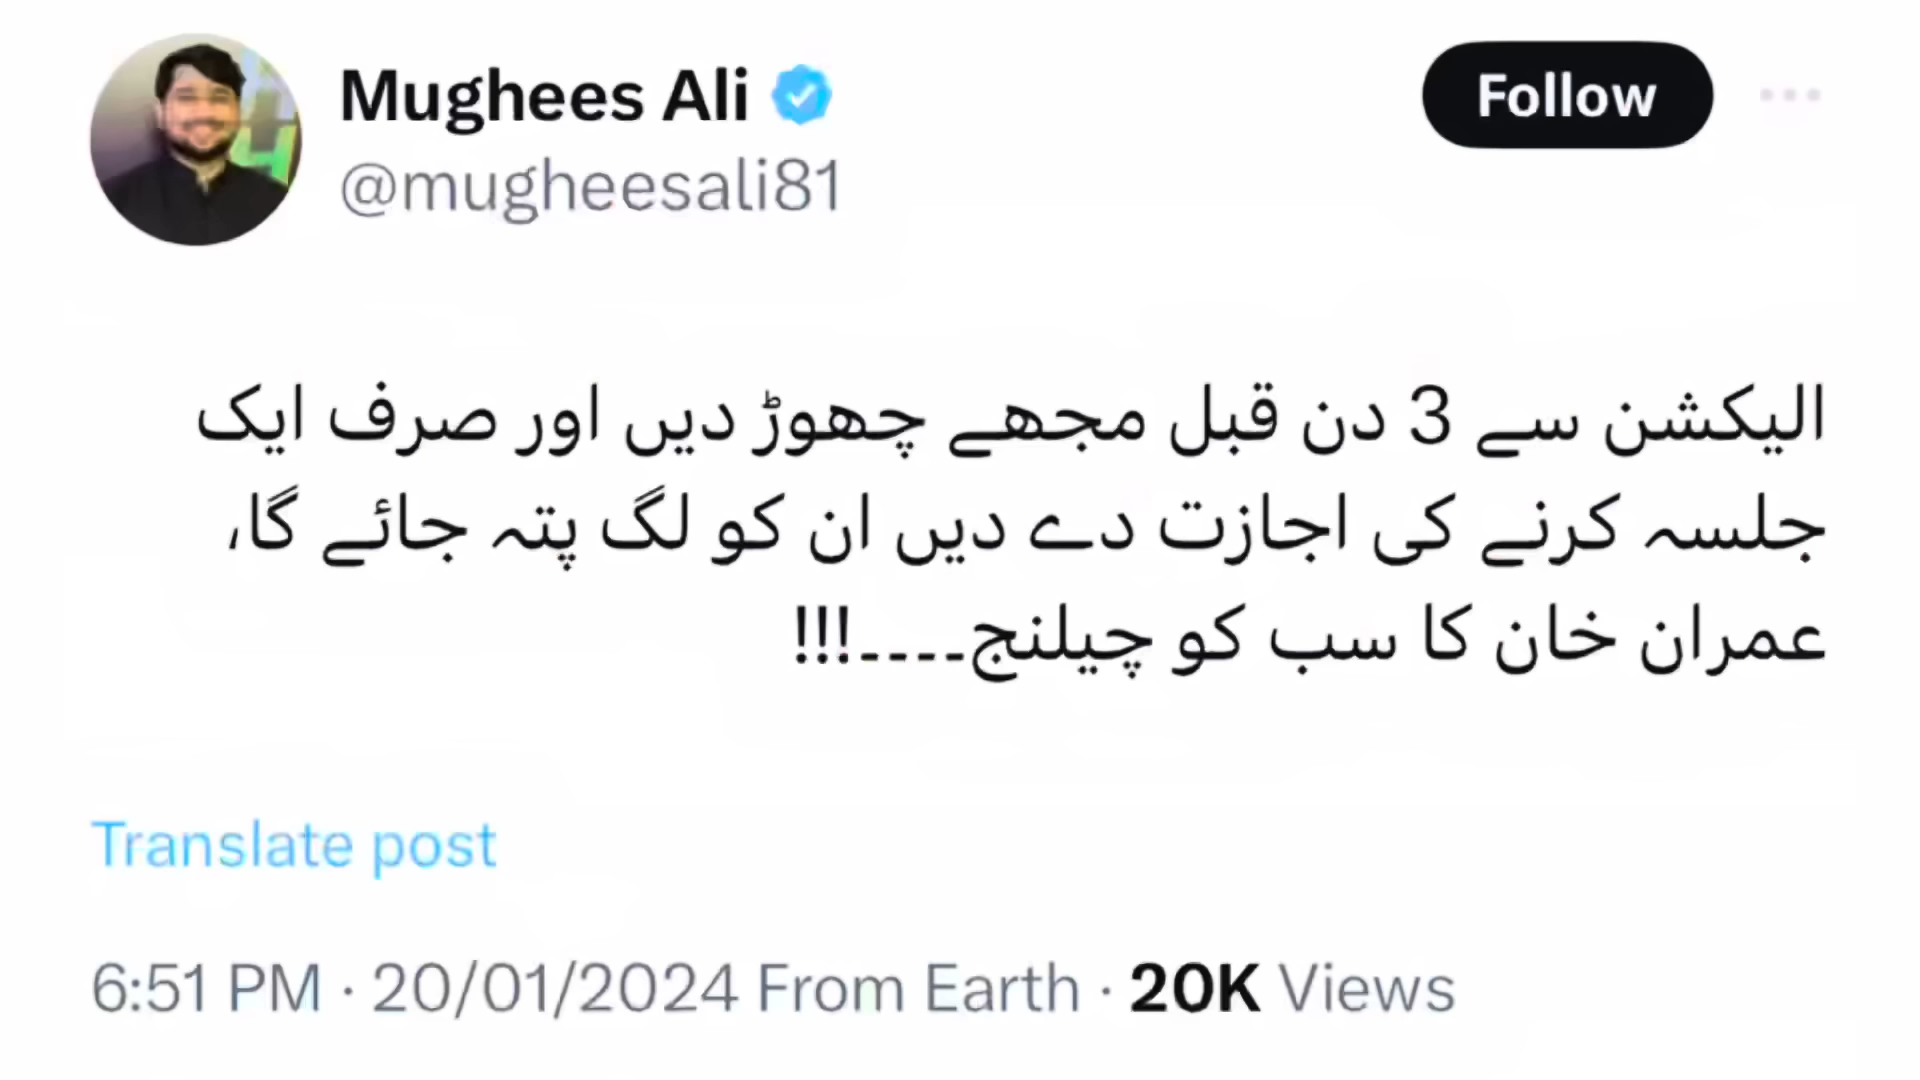 Mughees Ali
@mugheesali81
Follow
الیکشن سے 3 دن قبل مجھے چھوڑ دیں اور صرف ایک
جلسہ کرنے کی اجازت دے دیں ان کو لگ پتہ جائے گا،
عمران خان کا سب کو چیلنج۔۔۔۔!!!
Translate post
6:51 PM · 20/01/2024 From Earth · 20K Views